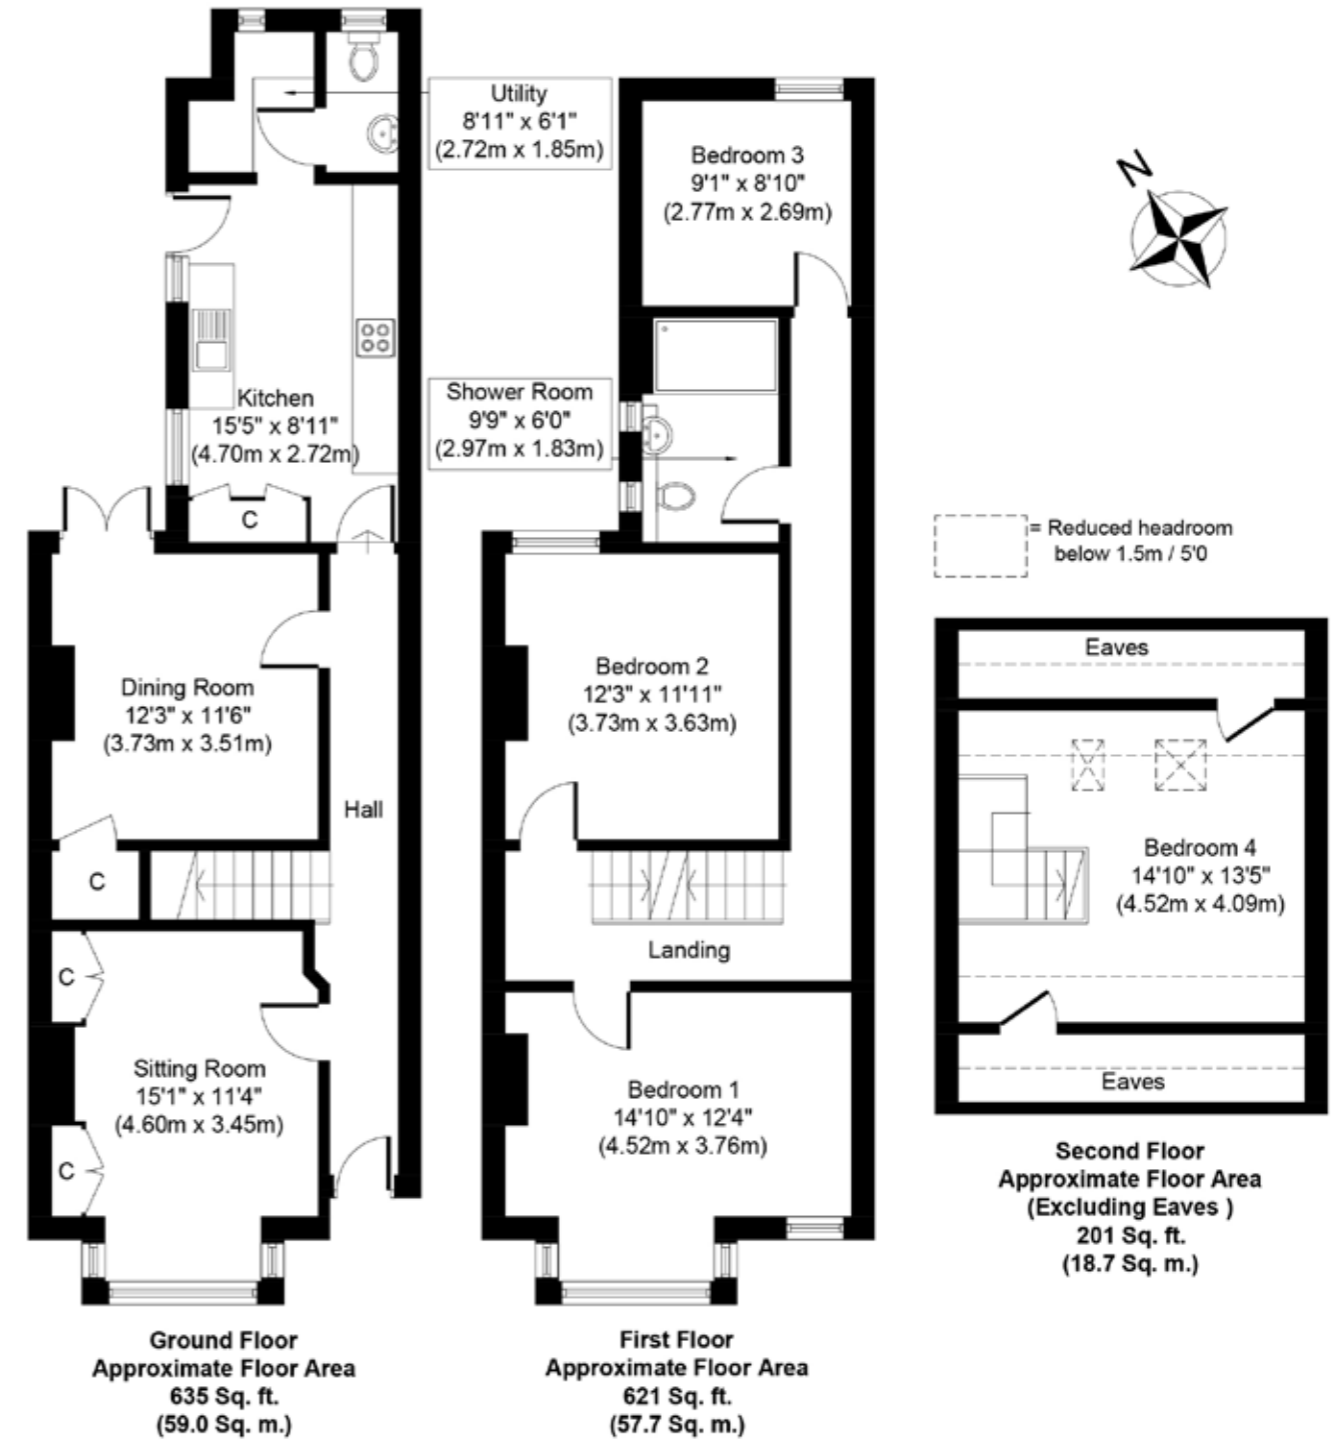 Utility
8'11" x 6'1"
(2.72m x 1.85m)
Kitchen
15'5" x 8'11"
(4.70m x 2.72m)
C
Dining Room
12'3" x 11'6"
(3.73m x 3.51m)
Hall
C
C
Sitting Room
15'1" x 11'4"
(4.60m x 3.45m)
C
Ground Floor
Approximate Floor Area
635 Sq. ft.
(59.0 Sq. m.)
Bedroom 3
9'1" x 8'10"
(2.77m x 2.69m)
Shower Room
9'9" x 6'0"
(2.97m x 1.83m)
Bedroom 2
12'3" x 11'11"
(3.73m x 3.63m)
Landing
Bedroom 1
14'10" x 12'4"
(4.52m x 3.76m)
First Floor
Approximate Floor Area
621 Sq. ft.
(57.7 Sq. m.)
N
= Reduced headroom
below 1.5m / 5'0
Eaves
Bedroom 4
14'10" x 13'5"
(4.52m x 4.09m)
Eaves
Second Floor
Approximate Floor Area
(Excluding Eaves )
201 Sq. ft.
(18.7 Sq. m.)